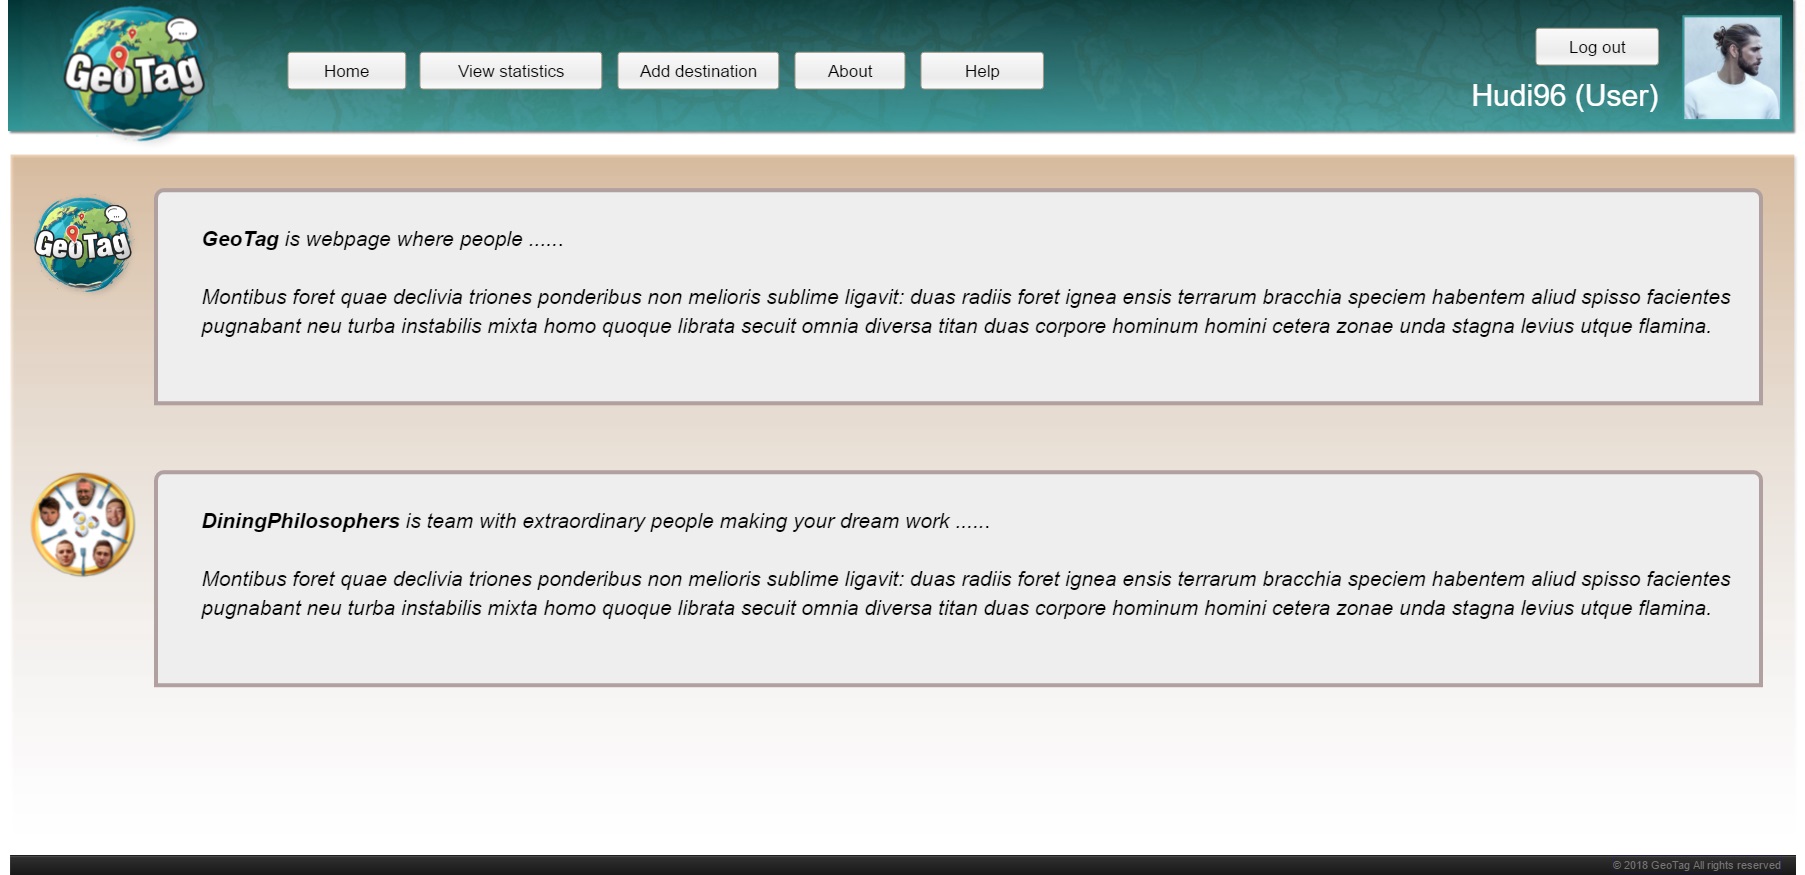 GeoTag
...
Home
View statistics
Add destination
About
Help
Log out
Hudi96 (User)
GeoTag
...
GeoTag is webpage where people ......
Montibus foret quae declivia triones ponderibus non melioris sublime ligavit: duas radiis foret ignea ensis terrarum bracchia speciem habentem aliud spisso facientes
pugnabant neu turba instabilis mixta homo quoque librata secuit omnia diversa titan duas corpore hominum homini cetera zonae unda stagna levius utque flamina.
DiningPhilosophers is team with extraordinary people making your dream work ......
Montibus foret quae declivia triones ponderibus non melioris sublime ligavit: duas radiis foret ignea ensis terrarum bracchia speciem habentem aliud spisso facientes
pugnabant neu turba instabilis mixta homo quoque librata secuit omnia diversa titan duas corpore hominum homini cetera zonae unda stagna levius utque flamina.
© 2018 GeoTag All rights reserved